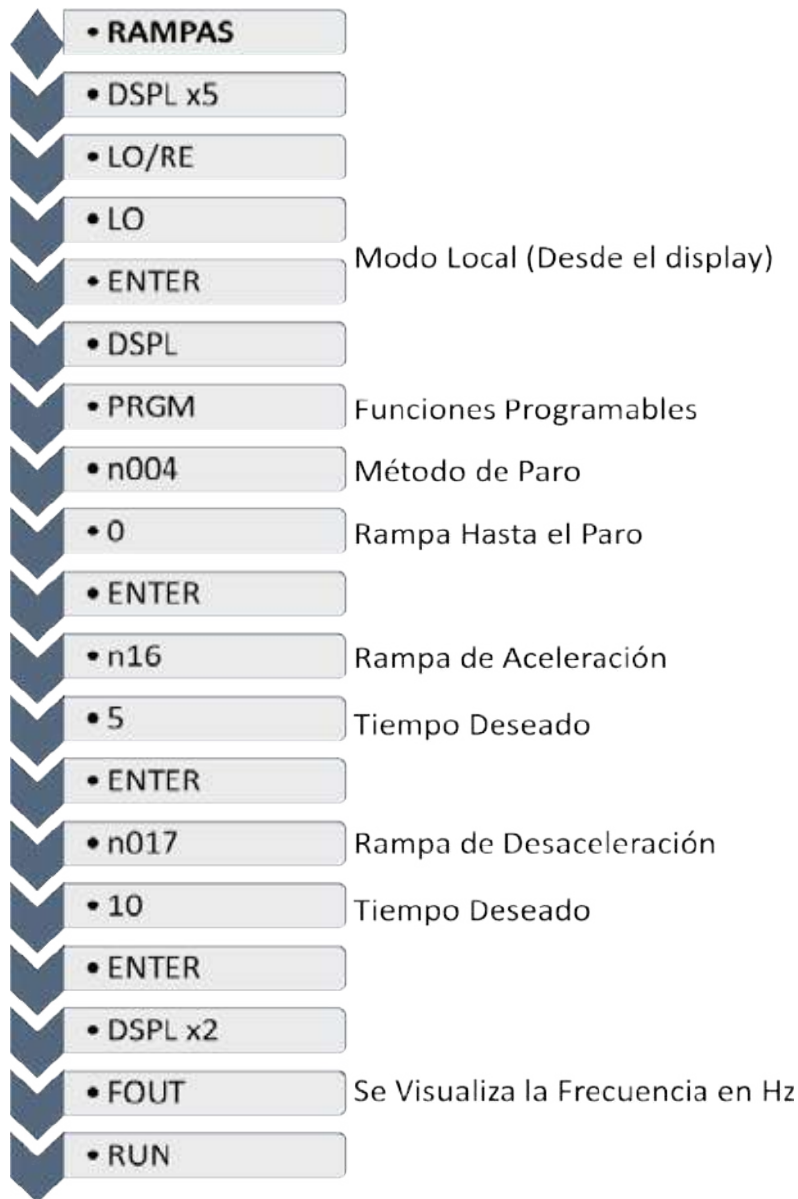 • RAMPAS
• DSPL x5
• LO/RE
• LO
Modo Local (Desde el display)
• ENTER
• DSPL
• PRGM Funciones Programables
• n004 Método de Paro
• 0 Rampa Hasta el Paro
• ENTER
• n16 Rampa de Aceleración
• 5 Tiempo Deseado
• ENTER
• n017 Rampa de Desaceleración
• 10 Tiempo Deseado
• ENTER
• DSPL x2
• FOUT Se Visualiza la Frecuencia en Hz
• RUN